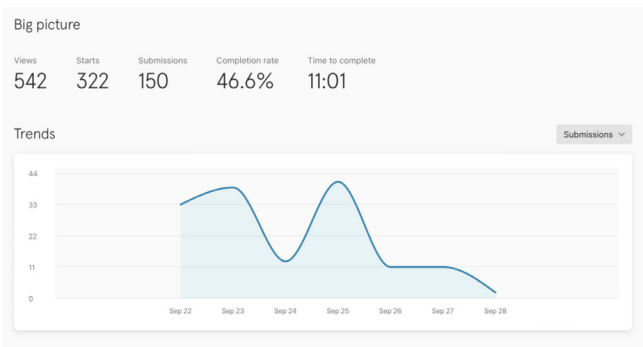 Big picture
Views Starts Submissions Completion rate Time to complete
542 322 150 46.6% 11:01
Trends
Submissions
44
33
22
11
0
Sep 22 Sep 23 Sep 24 Sep 25 Sep 26 Sep 27 Sep 28